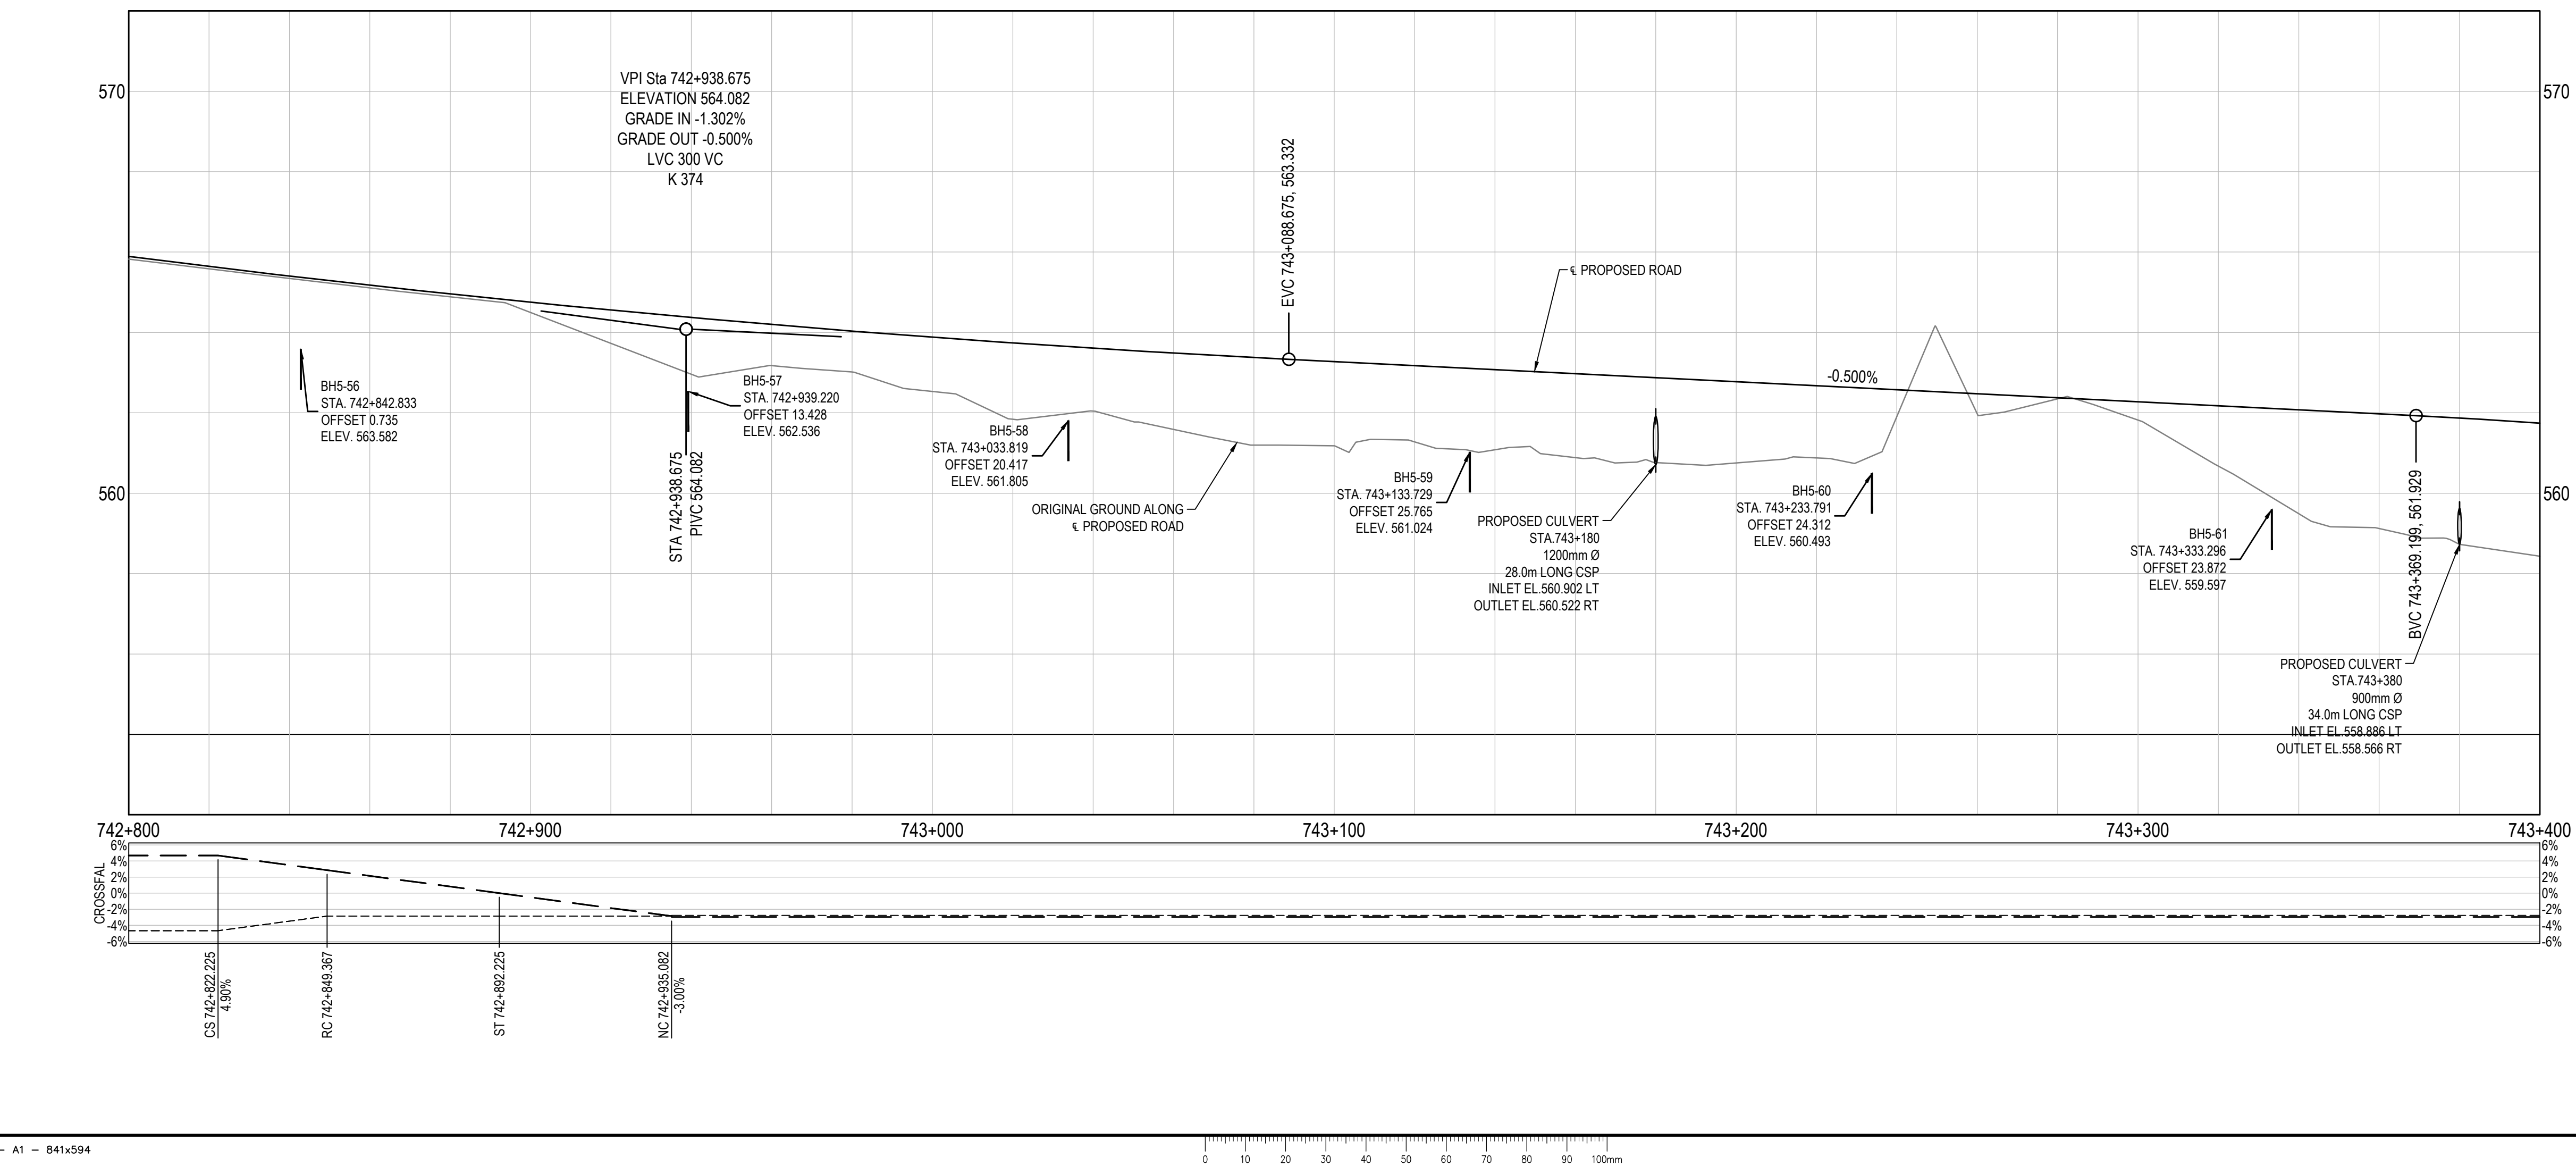 570
570
VPI Sta 742+938.675
ELEVATION 564.082
GRADE IN -1.302%
GRADE OUT -0.500%
LVC 300 VC
K 374
EVC 743+088.675, 563.332
℄ PROPOSED ROAD
-0.500%
BH5-56
STA. 742+842.833
OFFSET 0.735
ELEV. 563.582
BH5-57
STA. 742+939.220
OFFSET 13.428
ELEV. 562.536
STA 742+938.675
PIVC 564.082
BH5-58
STA. 743+033.819
OFFSET 20.417
ELEV. 561.805
ORIGINAL GROUND ALONG
℄ PROPOSED ROAD
BH5-59
STA. 743+133.729
OFFSET 25.765
ELEV. 561.024
PROPOSED CULVERT
STA.743+180
1200mm Ø
28.0m LONG CSP
INLET EL.560.902 LT
OUTLET EL.560.522 RT
BH5-60
STA. 743+233.791
OFFSET 24.312
ELEV. 560.493
BH5-61
STA. 743+333.296
OFFSET 23.872
ELEV. 559.597
BVC 743+369.199, 561.929
PROPOSED CULVERT
STA.743+380
900mm Ø
34.0m LONG CSP
INLET EL.558.886 LT
OUTLET EL.558.566 RT
560
560
742+800 742+900 743+000 743+100 743+200 743+300 743+400
CROSSFAL
6%
4%
2%
0%
-2%
-4%
-6%
6%
4%
2%
0%
-2%
-4%
-6%
CS 742+822.225
4.90%
RC 742+849.367
ST 742+892.225
NC 742+935.082
-3.00%
- A1 - 841x594
0 10 20 30 40 50 60 70 80 90 100mm